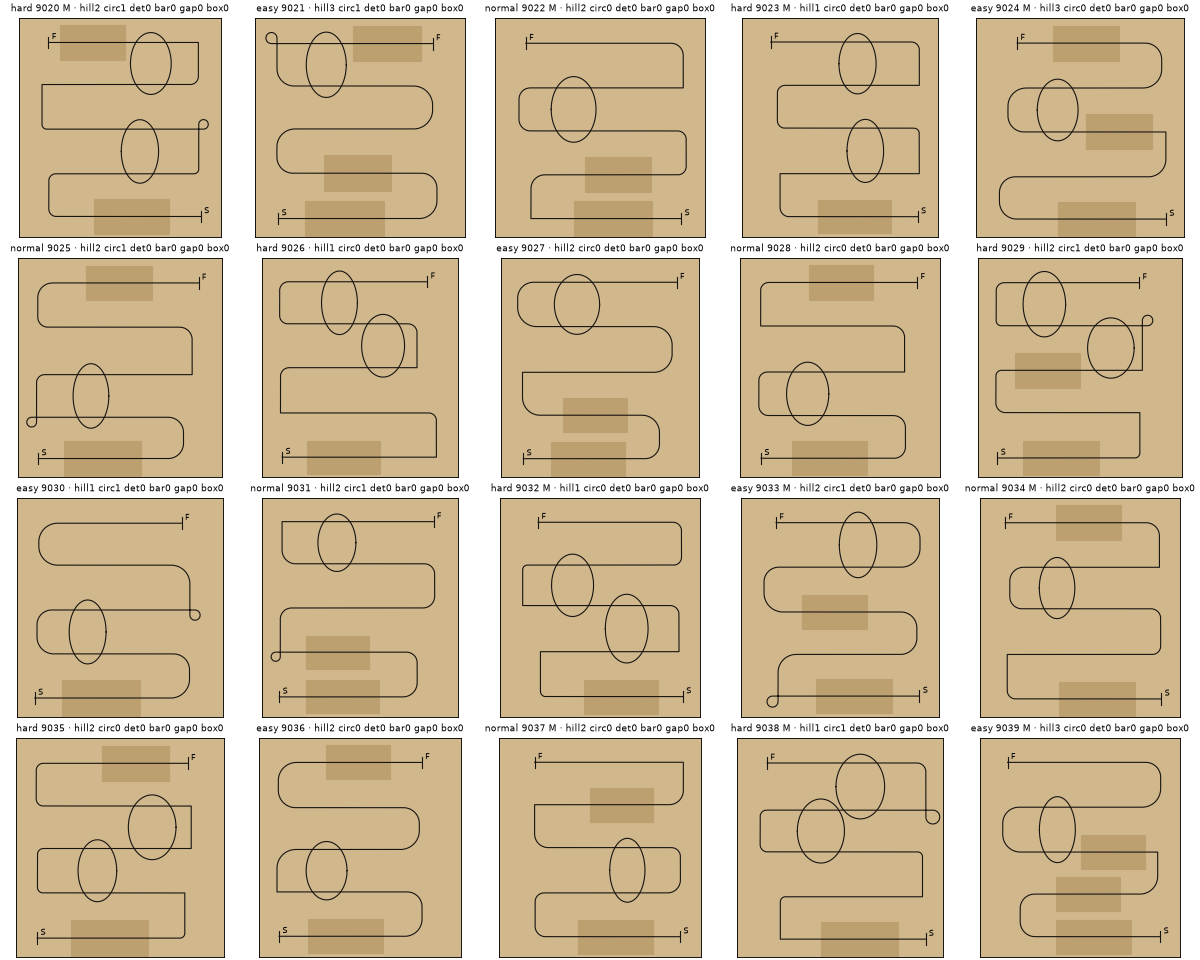 hard 9020 M · hill2 circ1 det0 bar0 gap0 box0
easy 9021 · hill3 circ1 det0 bar0 gap0 box0
normal 9022 M · hill2 circ0 det0 bar0 gap0 box0
hard 9023 M · hill1 circ0 det0 bar0 gap0 box0
easy 9024 M · hill3 circ0 det0 bar0 gap0 box0
F
F
F
F
F
S
S
S
S
S
normal 9025 · hill2 circ1 det0 bar0 gap0 box0
hard 9026 · hill1 circ0 det0 bar0 gap0 box0
easy 9027 · hill2 circ0 det0 bar0 gap0 box0
normal 9028 · hill2 circ0 det0 bar0 gap0 box0
hard 9029 · hill2 circ1 det0 bar0 gap0 box0
F
F
F
F
F
S
S
S
S
S
easy 9030 · hill1 circ1 det0 bar0 gap0 box0
normal 9031 · hill2 circ1 det0 bar0 gap0 box0
hard 9032 M · hill1 circ0 det0 bar0 gap0 box0
easy 9033 M · hill2 circ1 det0 bar0 gap0 box0
normal 9034 M · hill2 circ0 det0 bar0 gap0 box0
F
F
F
F
F
S
S
S
S
S
hard 9035 · hill2 circ0 det0 bar0 gap0 box0
easy 9036 · hill2 circ0 det0 bar0 gap0 box0
normal 9037 M · hill2 circ0 det0 bar0 gap0 box0
hard 9038 M · hill1 circ1 det0 bar0 gap0 box0
easy 9039 M · hill3 circ0 det0 bar0 gap0 box0
F
F
F
F
F
S
S
S
S
S